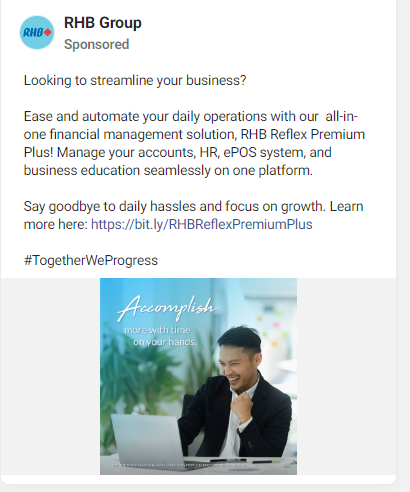 RHB
RHB Group
Sponsored
Looking to streamline your business?
Ease and automate your daily operations with our all-in-
one financial management solution, RHB Reflex Premium
Plus! Manage your accounts, HR, ePOS system, and
business education seamlessly on one platform.
Say goodbye to daily hassles and focus on growth. Learn
more here: https://bit.ly/RHBReflexPremiumPlus
#TogetherWeProgress
Accomplish
more with time
on your hands.